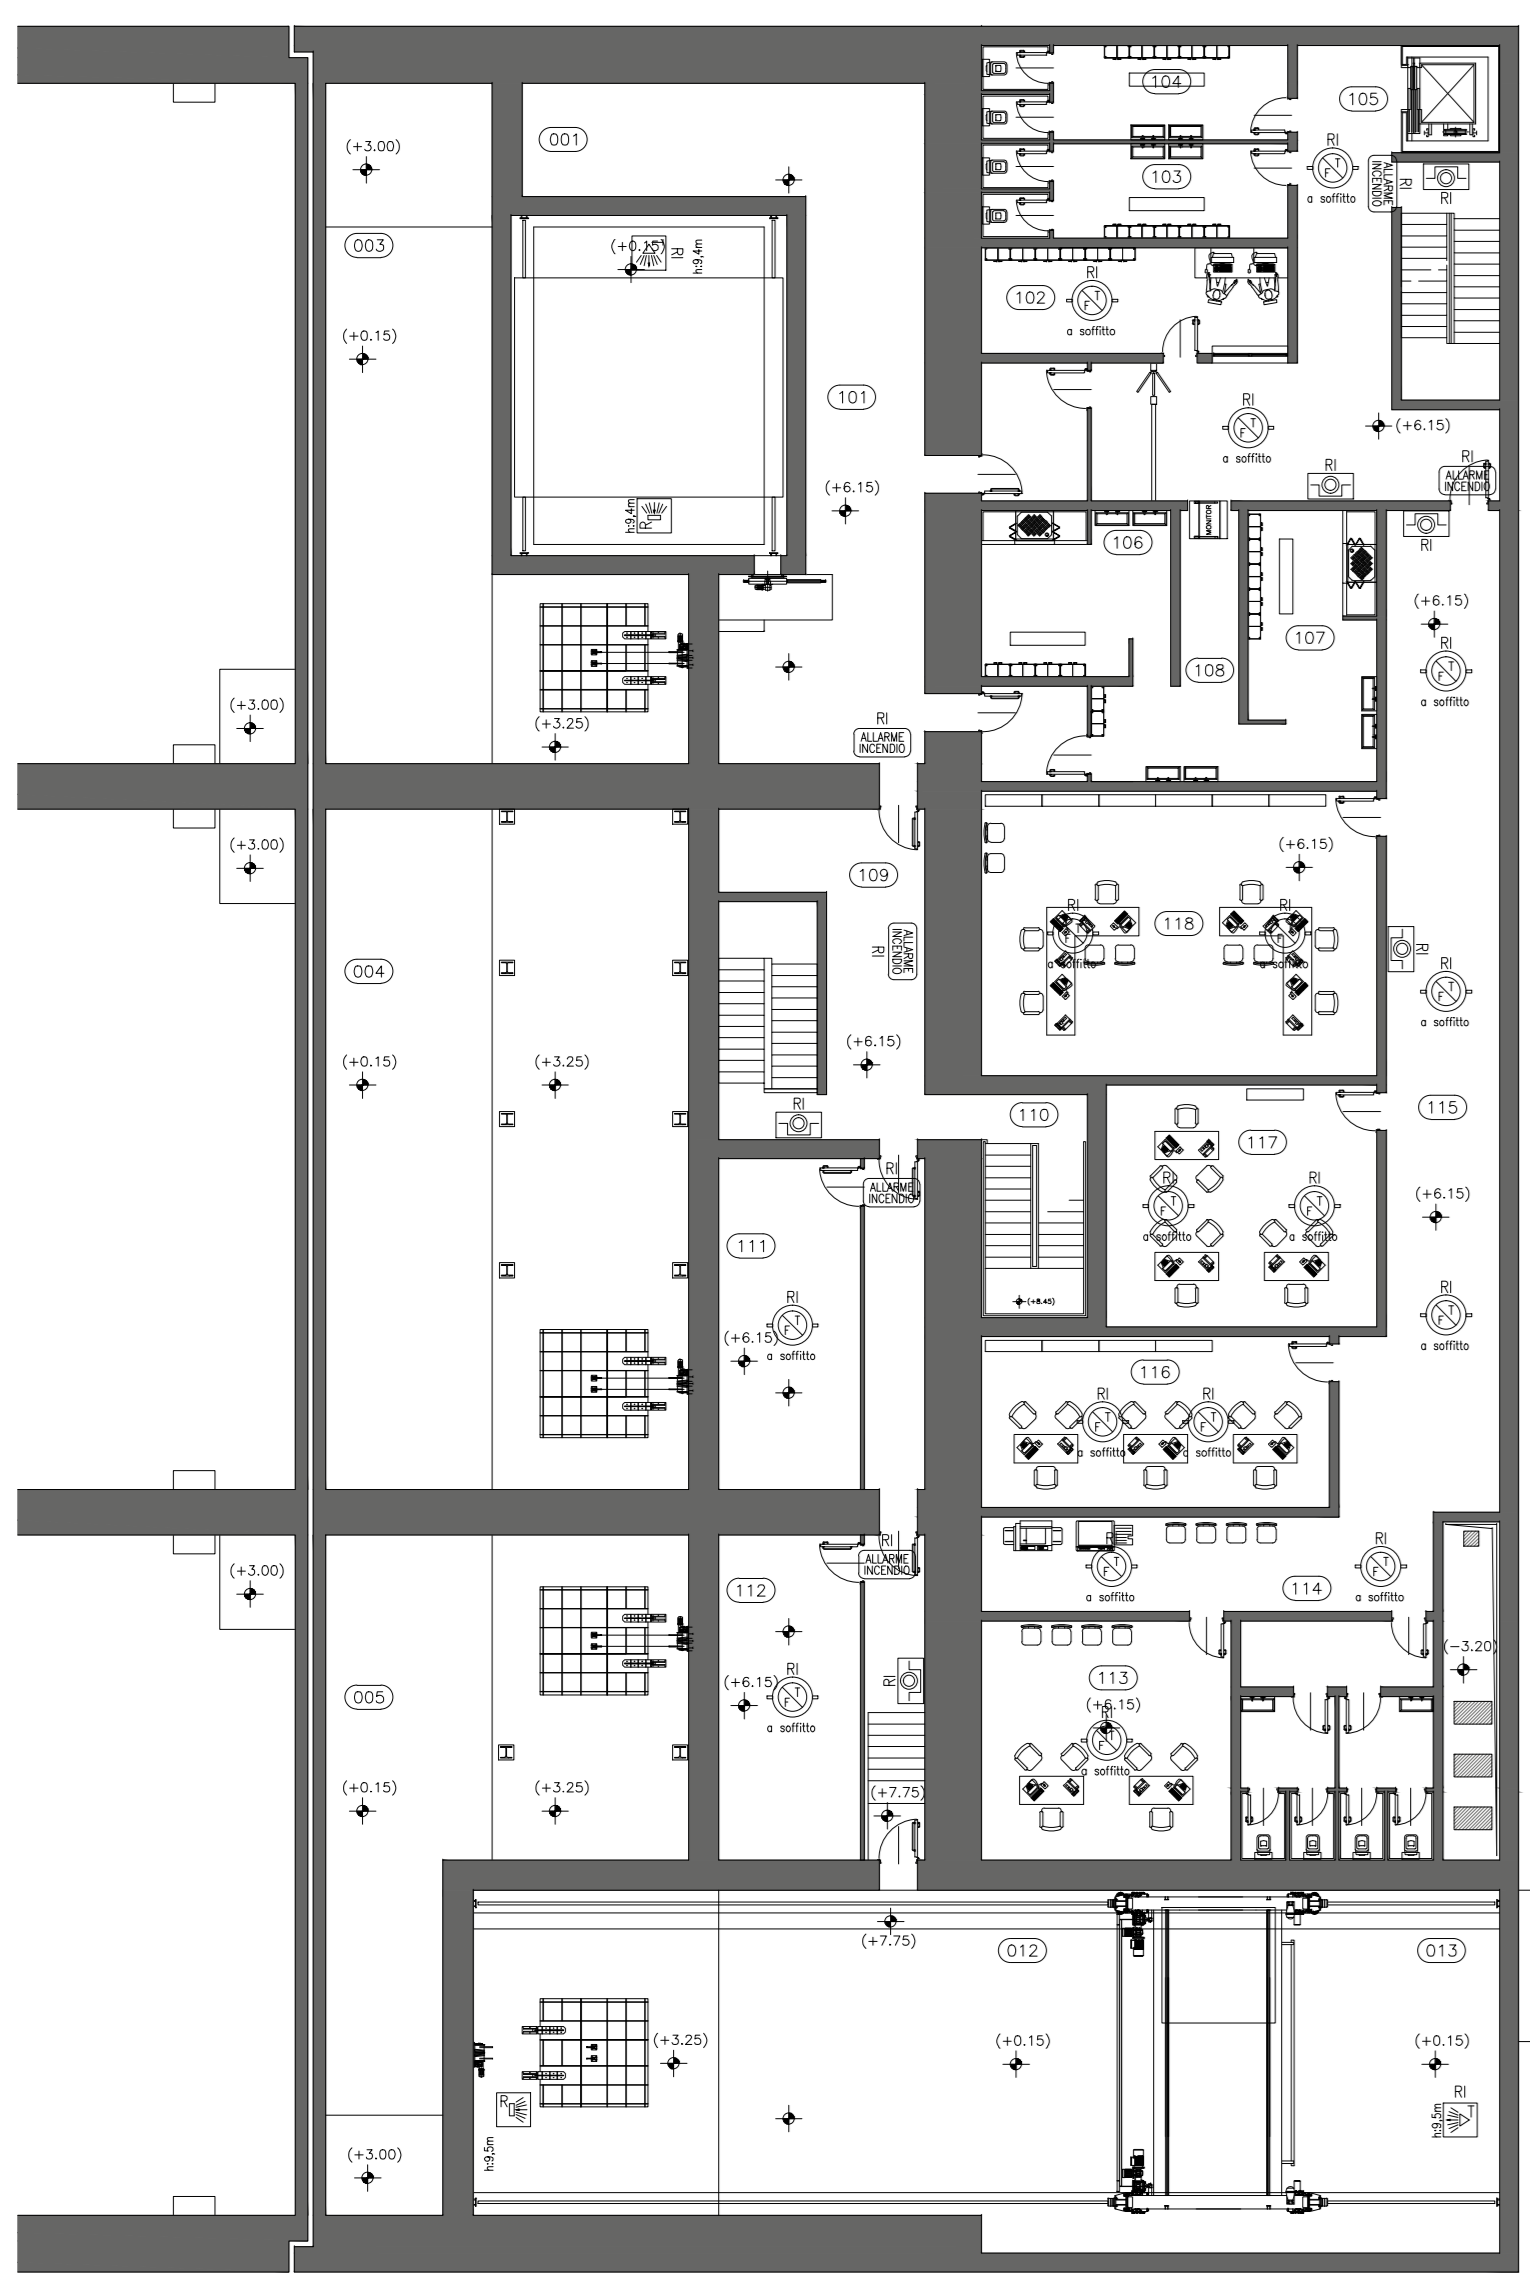 104
105
(+3.00)
001
RI
a soffitto
ALLARME
INCENDIO
RI
RI
103
003
(+0.15)
RI
h:9,4m
102
RI
a soffitto
(+0.15)
101
RI
a soffitto
(+6.15)
RI
RI
ALLARME
INCENDIO
(+6.15)
h:9,4m
R
MONITOR
106
RI
107
(+6.15)
RI
a soffitto
108
(+3.00)
(+3.25)
RI
ALLARME
INCENDIO
(+3.00)
109
(+6.15)
118
RI
a soffitto
RI
a soffitto
ALLARME
INCENDIO
RI
RI
RI
a soffitto
004
(+0.15)
(+3.25)
(+6.15)
RI
110
115
117
RI
ALLARME
INCENDIO
RI
a soffitto
RI
a soffitto
(+6.15)
111
(+8.45)
RI
a soffitto
(+6.15)
RI
a soffitto
116
RI
a soffitto
RI
a soffitto
(+3.00)
RI
ALLARME
INCENDIO
112
R
a soffitto
RI
a soffitto
114
(-3.20)
005
(+6.15)
RI
a soffitto
RI
113
(+6.15)
RI
a soffitto
(+0.15)
(+3.25)
(+7.75)
(+7.75)
012
013
(+3.25)
(+0.15)
(+0.15)
R
h:9,5m
RI
T
h:9,5m
(+3.00)